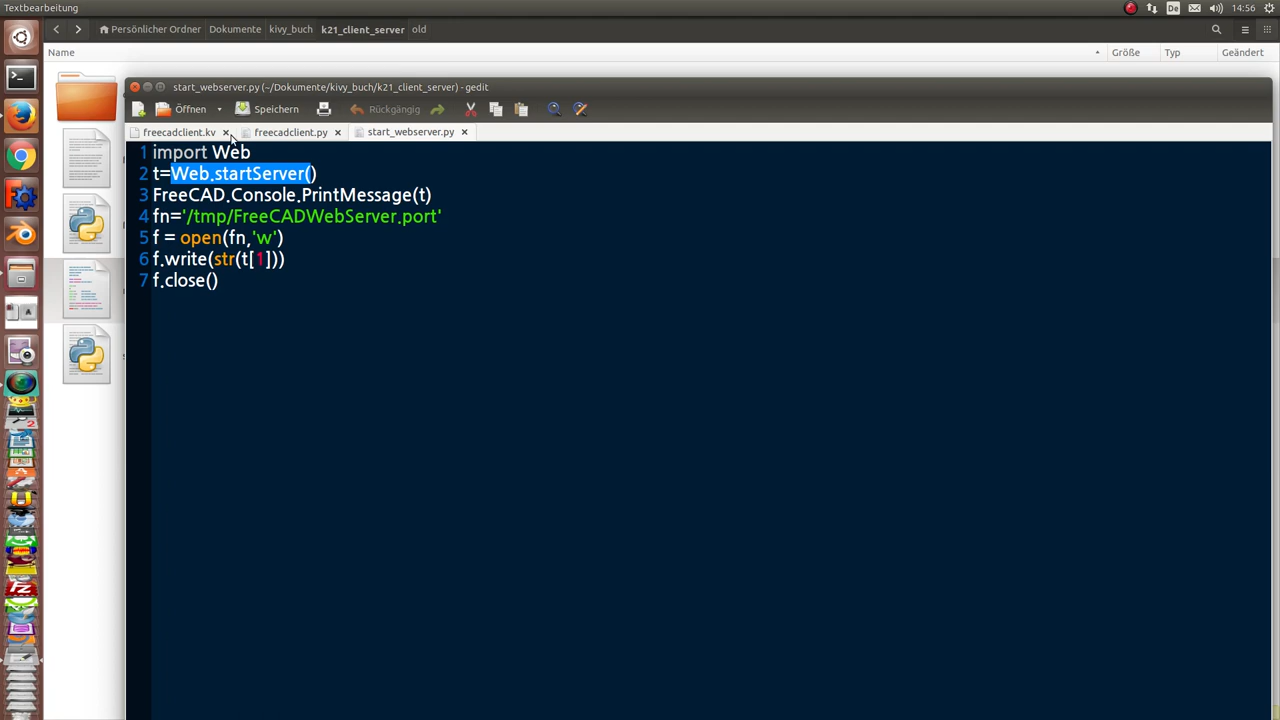 Textbearbeitung
De
14:56
Persönlicher Ordner
Dokumente
kivy_buch
k21_client_server
old
Name
Größe
Typ
Geändert
start_webserver.py (~/Dokumente/kivy_buch/k21_client_server) - gedit
Öffnen
Speichern
Rückgängig
freecadclient.kv
freecadclient.py
start_webserver.py
1 import Web
2 t=Web.startServer()
3 FreeCAD.Console.PrintMessage(t)
4 fn='/tmp/FreeCADWebServer.port'
5 f = open(fn,'w')
6 f.write(str(t[1]))
7 f.close()